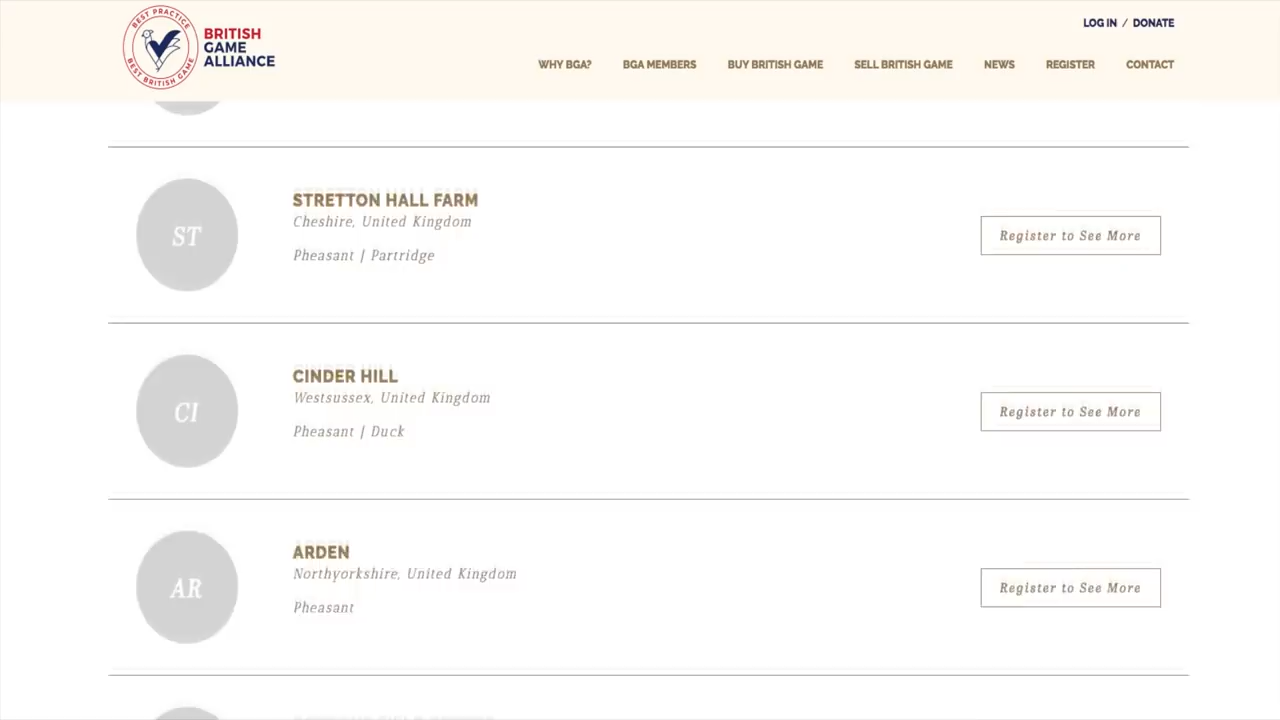 BEST PRACTICE
BEST BRITISH GAME
BRITISH
GAME
ALLIANCE
LOG IN / DONATE
WHY BGA? BGA MEMBERS BUY BRITISH GAME SELL BRITISH GAME NEWS REGISTER CONTACT
ST
STRETTON HALL FARM
Cheshire, United Kingdom
Pheasant | Partridge
Register to See More
CI
CINDER HILL
Westsussex, United Kingdom
Pheasant | Duck
Register to See More
AR
ARDEN
Northyorkshire, United Kingdom
Pheasant
Register to See More